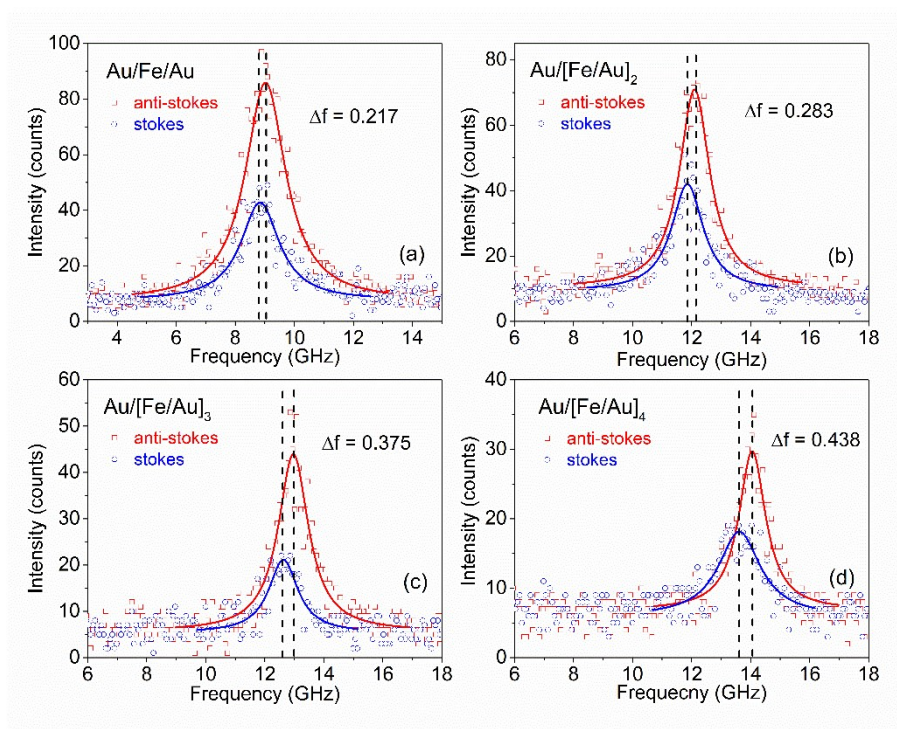 100
80
60
40
20
0
Intensity (counts)
Au/Fe/Au
anti-stokes
stokes
Δf = 0.217
(a)
4 6 8 10 12 14
Frequency (GHz)
80
60
40
20
0
Intensity (counts)
Au/[Fe/Au]₂
anti-stokes
stokes
Δf = 0.283
(b)
6 8 10 12 14 16 18
Frequency (GHz)
60
50
40
30
20
10
0
Intensity (counts)
Au/[Fe/Au]₃
anti-stokes
stokes
Δf = 0.375
(c)
6 8 10 12 14 16 18
Frequency (GHz)
40
30
20
10
0
Intensity (counts)
Au/[Fe/Au]₄
anti-stokes
stokes
Δf = 0.438
(d)
6 8 10 12 14 16 18
Frequecny (GHz)